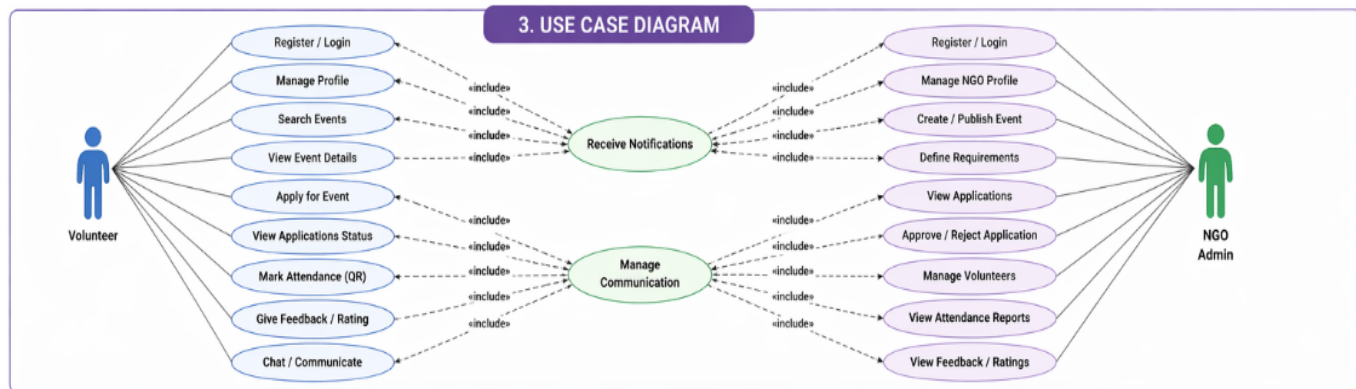 3. USE CASE DIAGRAM
Register / Login
Manage Profile
Search Events
View Event Details
Apply for Event
View Applications Status
Mark Attendance (QR)
Give Feedback / Rating
Chat / Communicate
Volunteer
«include»
«include»
«include»
«include»
«include»
«include»
«include»
«include»
«include»
Receive Notifications
Manage
Communication
«include»
«include»
«include»
«include»
«include»
«include»
«include»
«include»
«include»
Register / Login
Manage NGO Profile
Create / Publish Event
Define Requirements
View Applications
Approve / Reject Application
Manage Volunteers
View Attendance Reports
View Feedback / Ratings
NGO
Admin